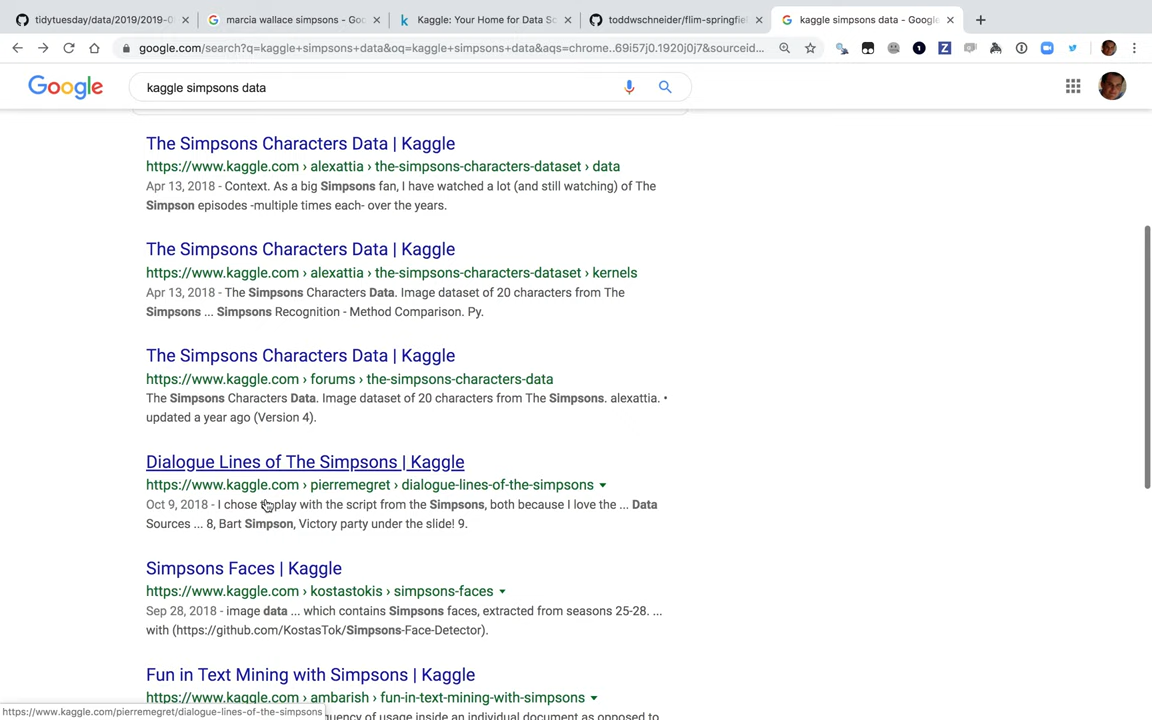 tidytuesday/data/2019/2019-0
marcia wallace simpsons - Goo
Kaggle: Your Home for Data Sc
toddwschneider/flim-springfiel
kaggle simpsons data - Google
google.com/search?q=kaggle+simpsons+data&oq=kaggle+simpsons+data&aqs=chrome..69i57j0.1920j0j7&sourceid...
Google
kaggle simpsons data
The Simpsons Characters Data | Kaggle
https://www.kaggle.com › alexattia › the-simpsons-characters-dataset › data
Apr 13, 2018 - Context. As a big Simpsons fan, I have watched a lot (and still watching) of The
Simpson episodes -multiple times each- over the years.
The Simpsons Characters Data | Kaggle
https://www.kaggle.com › alexattia › the-simpsons-characters-dataset › kernels
Apr 13, 2018 - The Simpsons Characters Data. Image dataset of 20 characters from The
Simpsons ... Simpsons Recognition - Method Comparison. Py.
The Simpsons Characters Data | Kaggle
https://www.kaggle.com › forums › the-simpsons-characters-data
The Simpsons Characters Data. Image dataset of 20 characters from The Simpsons. alexattia. •
updated a year ago (Version 4).
Dialogue Lines of The Simpsons | Kaggle
https://www.kaggle.com › pierremegret › dialogue-lines-of-the-simpsons
Oct 9, 2018 - I chose to play with the script from the Simpsons, both because I love the ... Data
Sources ... 8, Bart Simpson, Victory party under the slide! 9.
Simpsons Faces | Kaggle
https://www.kaggle.com › kostastokis › simpsons-faces
Sep 28, 2018 - image data ... which contains Simpsons faces, extracted from seasons 25-28. ...
with (https://github.com/KostasTok/Simpsons-Face-Detector).
Fun in Text Mining with Simpsons | Kaggle
https://www.kaggle.com › ambarish › fun-in-text-mining-with-simpsons
https://www.kaggle.com/pierremegret/dialogue-lines-of-the-simpsons
quency of usage inside an individual document as opposed to